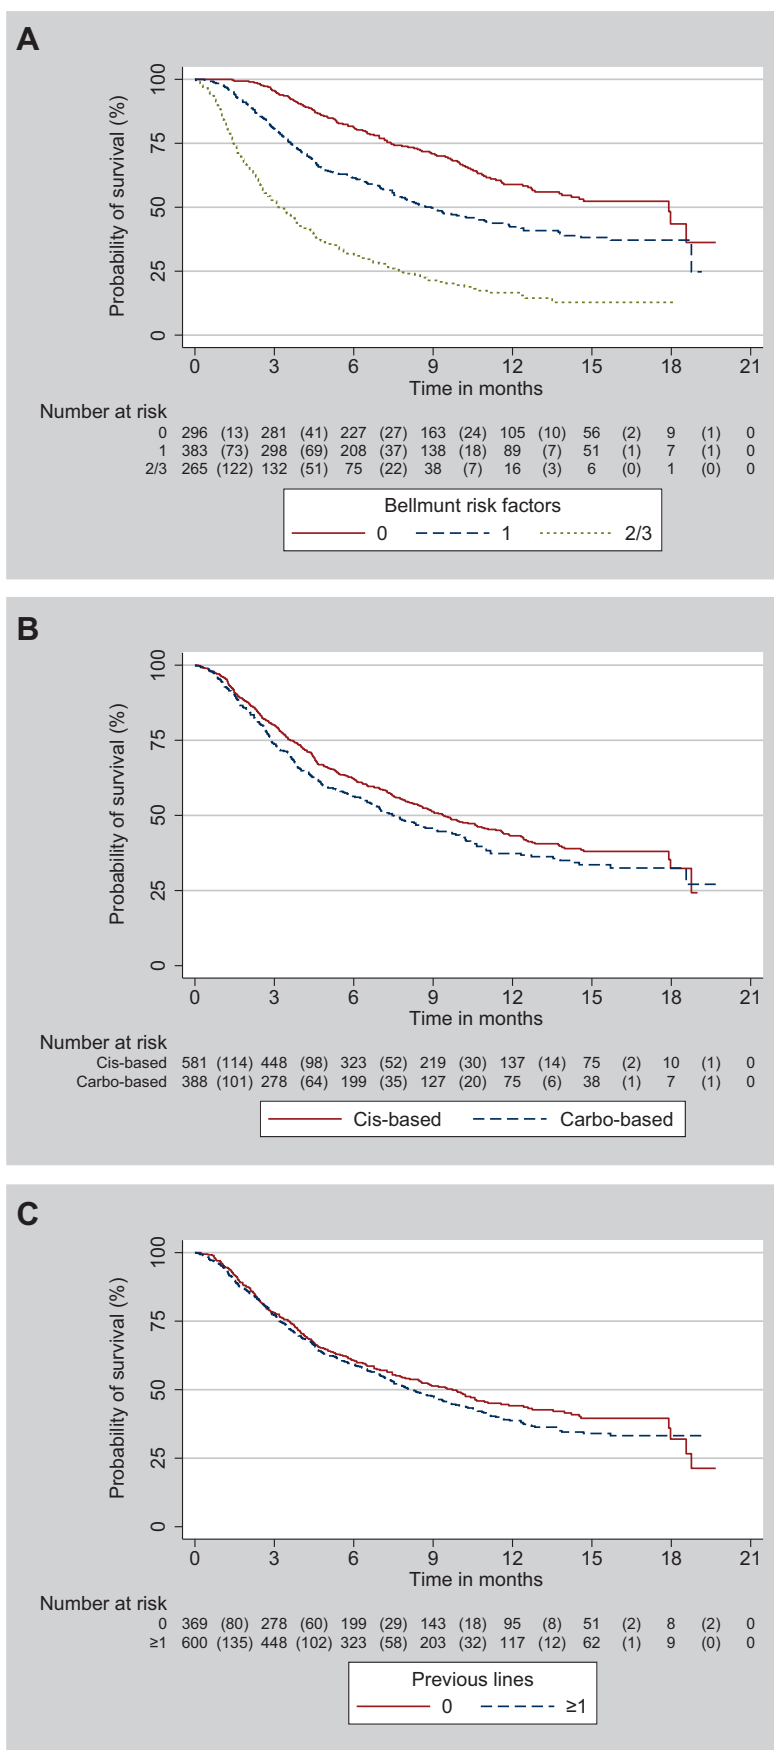 A
Probability of survival (%)
100
75
50
25
0
0 3 6 9 12 15 18 21
Time in months
Number at risk
0 296 (13) 281 (41) 227 (27) 163 (24) 105 (10) 56 (2) 9 (1) 0
1 383 (73) 298 (69) 208 (37) 138 (18) 89 (7) 51 (1) 7 (1) 0
2/3 265 (122) 132 (51) 75 (22) 38 (7) 16 (3) 6 (0) 1 (0) 0
Bellmunt risk factors
0 1 2/3
B
Probability of survival (%)
100
75
50
25
0
0 3 6 9 12 15 18 21
Time in months
Number at risk
Cis-based 581 (114) 448 (98) 323 (52) 219 (30) 137 (14) 75 (2) 10 (1) 0
Carbo-based 388 (101) 278 (64) 199 (35) 127 (20) 75 (6) 38 (1) 7 (1) 0
Cis-based Carbo-based
C
Probability of survival (%)
100
75
50
25
0
0 3 6 9 12 15 18 21
Time in months
Number at risk
0 369 (80) 278 (60) 199 (29) 143 (18) 95 (8) 51 (2) 8 (2) 0
≥1 600 (135) 448 (102) 323 (58) 203 (32) 117 (12) 62 (1) 9 (0) 0
Previous lines
0 ≥1